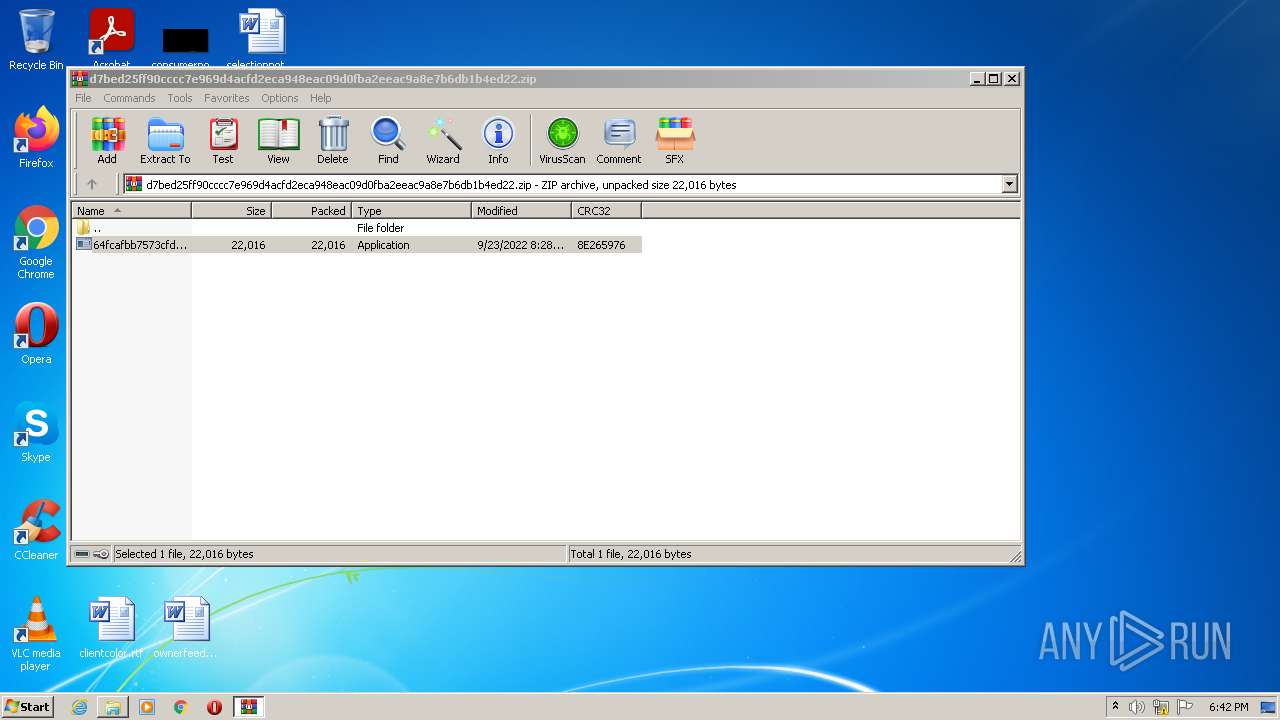 Recycle Bin
Acrobat
d7bed25ff90cccc7e969d4acfd2eca948eac09d0fba2eeac9a8e7b6db1b4ed22.zip
File Commands Tools Favorites Options Help
Add Extract To Test View Delete Find Wizard Info VirusScan Comment SFX
d7bed25ff90cccc7e969d4acfd2eca948eac09d0fba2eeac9a8e7b6db1b4ed22.zip - ZIP archive, unpacked size 22,016 bytes
Name Size Packed Type Modified CRC32
.. File folder
64fcafbb7573cfd... 22,016 22,016 Application 9/23/2022 8:28... 8E265976
Selected 1 file, 22,016 bytes
Total 1 file, 22,016 bytes
Firefox
Google
Chrome
Opera
Skype
CCleaner
VLC media
player
clientcolor.rtf
ownerfeed...
ANY RUN
Start
6:42 PM